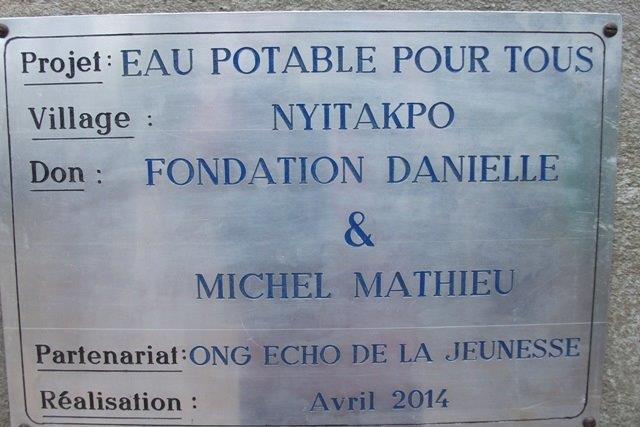 Projet: EAU POTABLE POUR TOUS
Village : NYITAKPO
Don : FONDATION DANIELLE
&
MICHEL MATHIEU
Partenariat: ONG ECHO DE LA JEUNESSE
Réalisation : Avril 2014